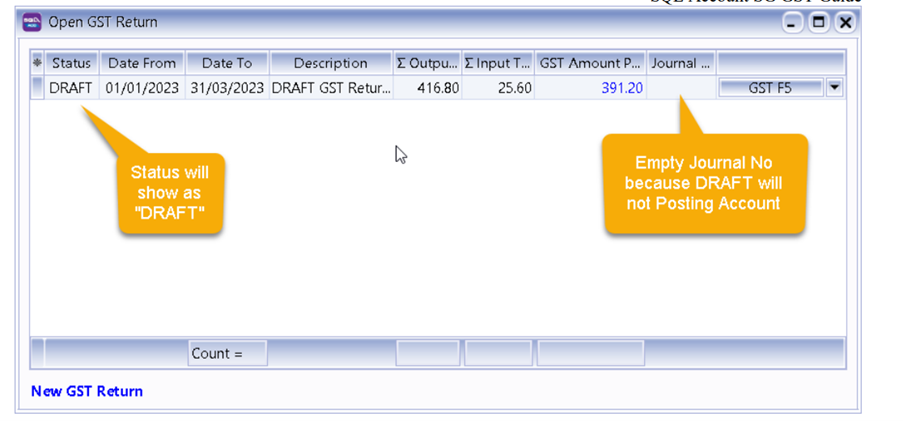 SQL Account SG GST Guide
Open GST Return
Status Date From Date To Description Σ Outpu... Σ Input T... GST Amount P... Journal ...
DRAFT 01/01/2023 31/03/2023 DRAFT GST Retur... 416.80 25.60 391.20 GST F5
Status will
show as
"DRAFT"
Empty Journal No
because DRAFT will
not Posting Account
Count =
New GST Return